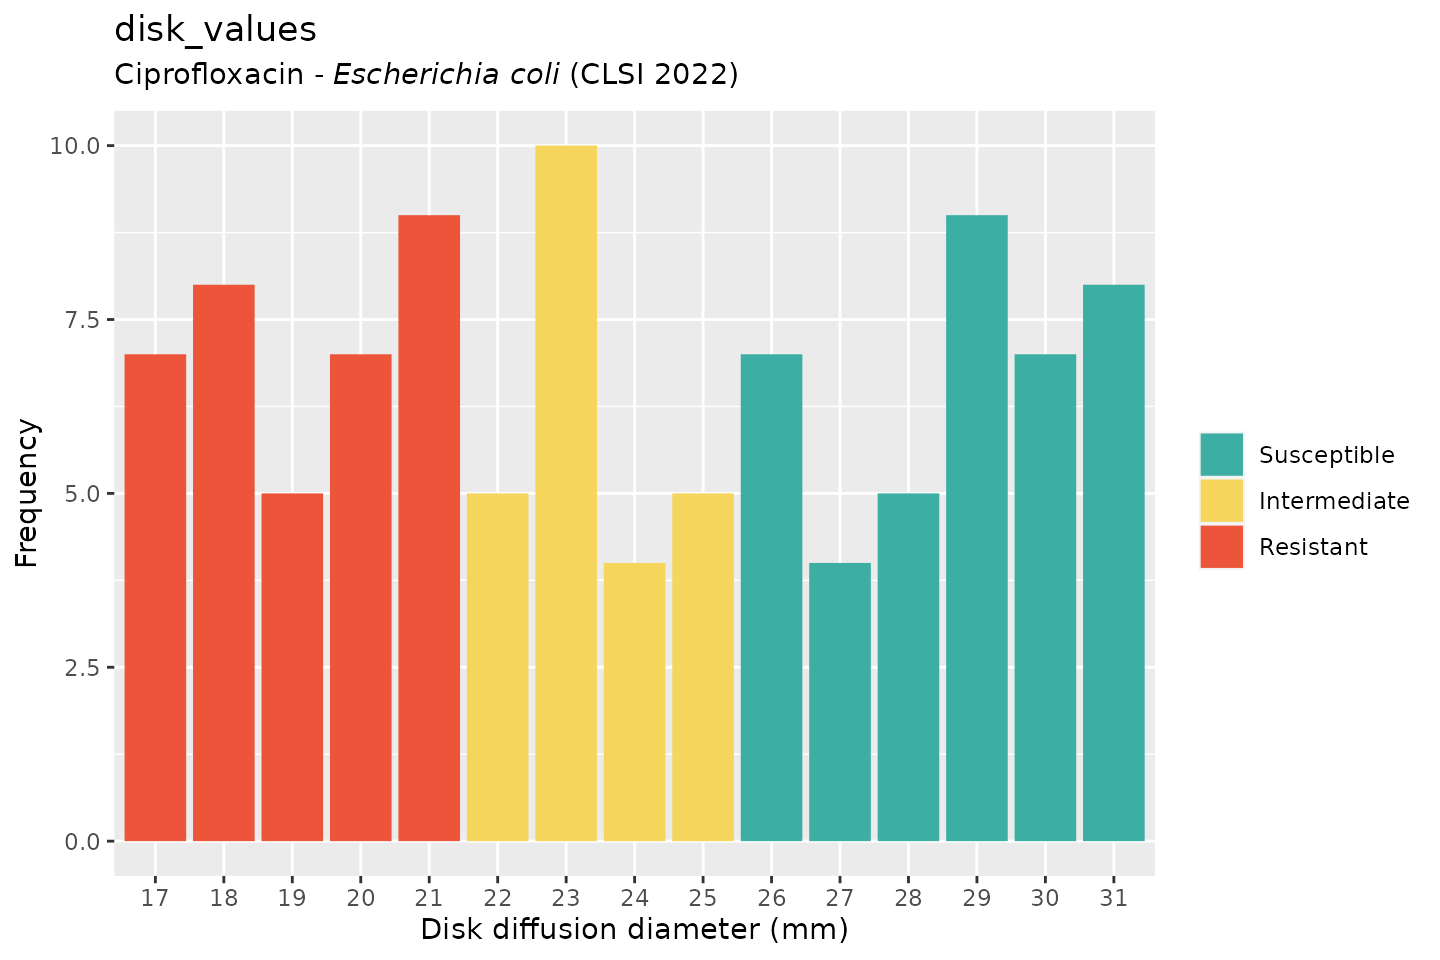 disk_values
Ciprofloxacin - Escherichia coli (CLSI 2022)
10.0
7.5
5.0
2.5
0.0
Frequency
17 18 19 20 21 22 23 24 25 26 27 28 29 30 31
Disk diffusion diameter (mm)
Susceptible
Intermediate
Resistant